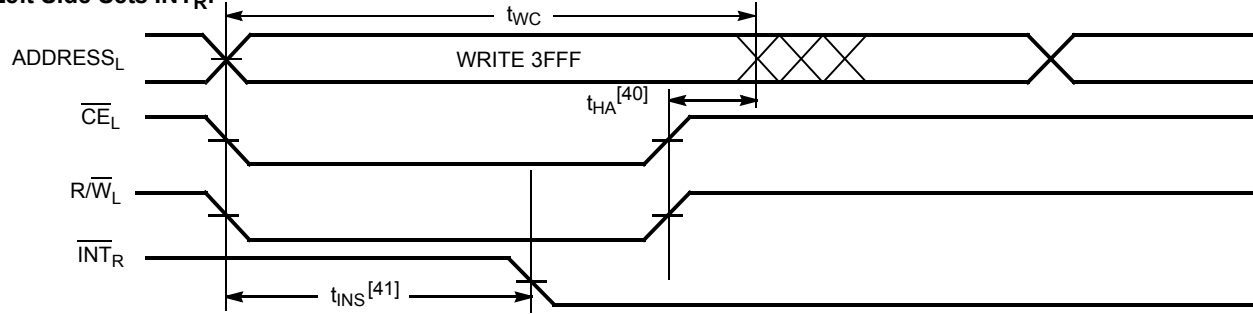 Left Side Sets INTR:
tWC
ADDRESSL
WRITE 3FFF
tHA[40]
CEL
R/WL
INTR
tINS[41]